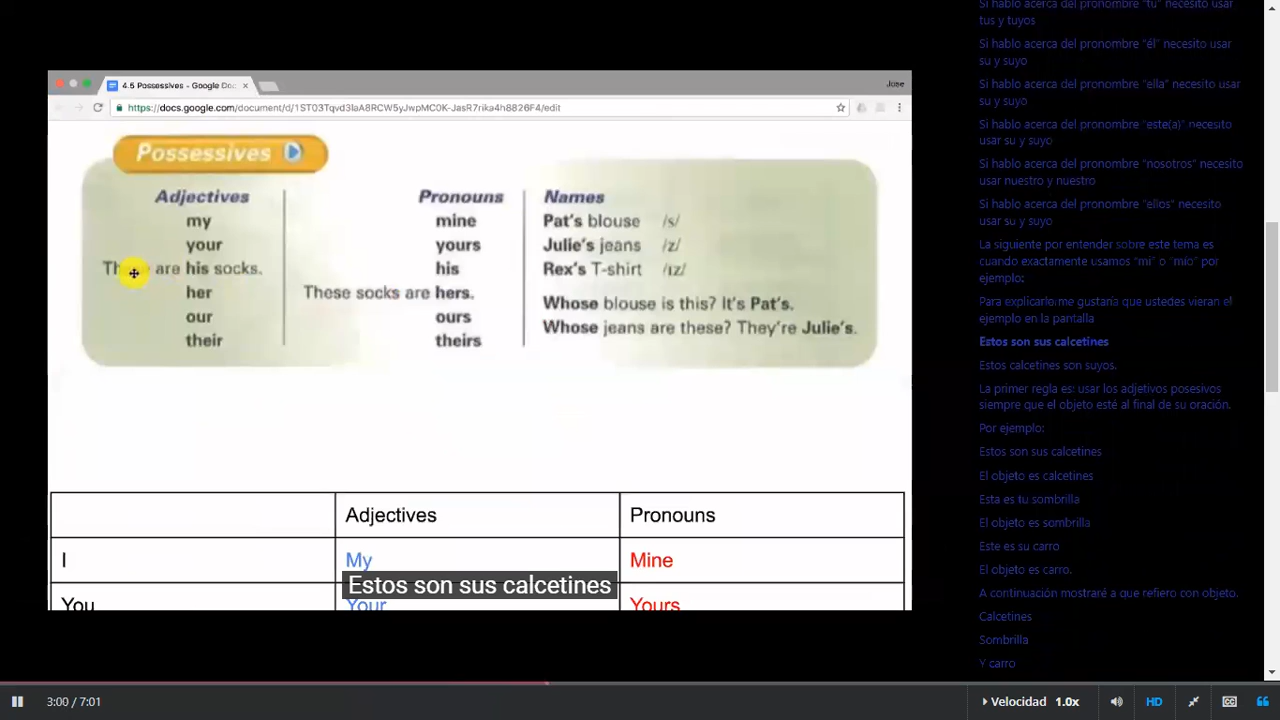 4.5 Possessives - Google Doc
Jose
https://docs.google.com/document/d/1ST03Tqvd3laA8RCW5yJwpMC0K-JasR7rika4h8826F4/edit
Possessives
Adjectives
my
your
are his socks.
her
our
their
Pronouns
mine
yours
his
These socks are hers.
ours
theirs
Names
Pat's blouse /s/
Julie's jeans /z/
Rex's T-shirt /ɪz/
Whose blouse is this? It's Pat's.
Whose jeans are these? They're Julie's.
Adjectives Pronouns
I My Mine
You Your Yours
Estos son sus calcetines
Si hablo acerca del pronombre "tu" necesito usar
tus y tuyos
Si hablo acerca del pronombre "él" necesito usar
su y suyo
Si hablo acerca del pronombre "ella" necesito usar
su y suyo
Si hablo acerca del pronombre "este(a)" necesito
usar su y suyo
Si hablo acerca del pronombre "nosotros" necesito
usar nuestro y nuestro
Si hablo acerca del pronombre "ellos" necesito
usar su y suyo
La siguiente por entender sobre este tema es
cuando exactamente usamos "mi" o "mío" por
ejemplo:
Para explicarlo me gustaría que ustedes vieran el
ejemplo en la pantalla
Estos son sus calcetines
Estos calcetines son suyos.
La primer regla es: usar los adjetivos posesivos
siempre que el objeto esté al final de su oración.
Por ejemplo:
Estos son sus calcetines
El objeto es calcetines
Esta es tu sombrilla
El objeto es sombrilla
Este es su carro
El objeto es carro.
A continuación mostraré a que refiero con objeto.
Calcetines
Sombrilla
Y carro
3:00 / 7:01
Velocidad 1.0x
HD
CC